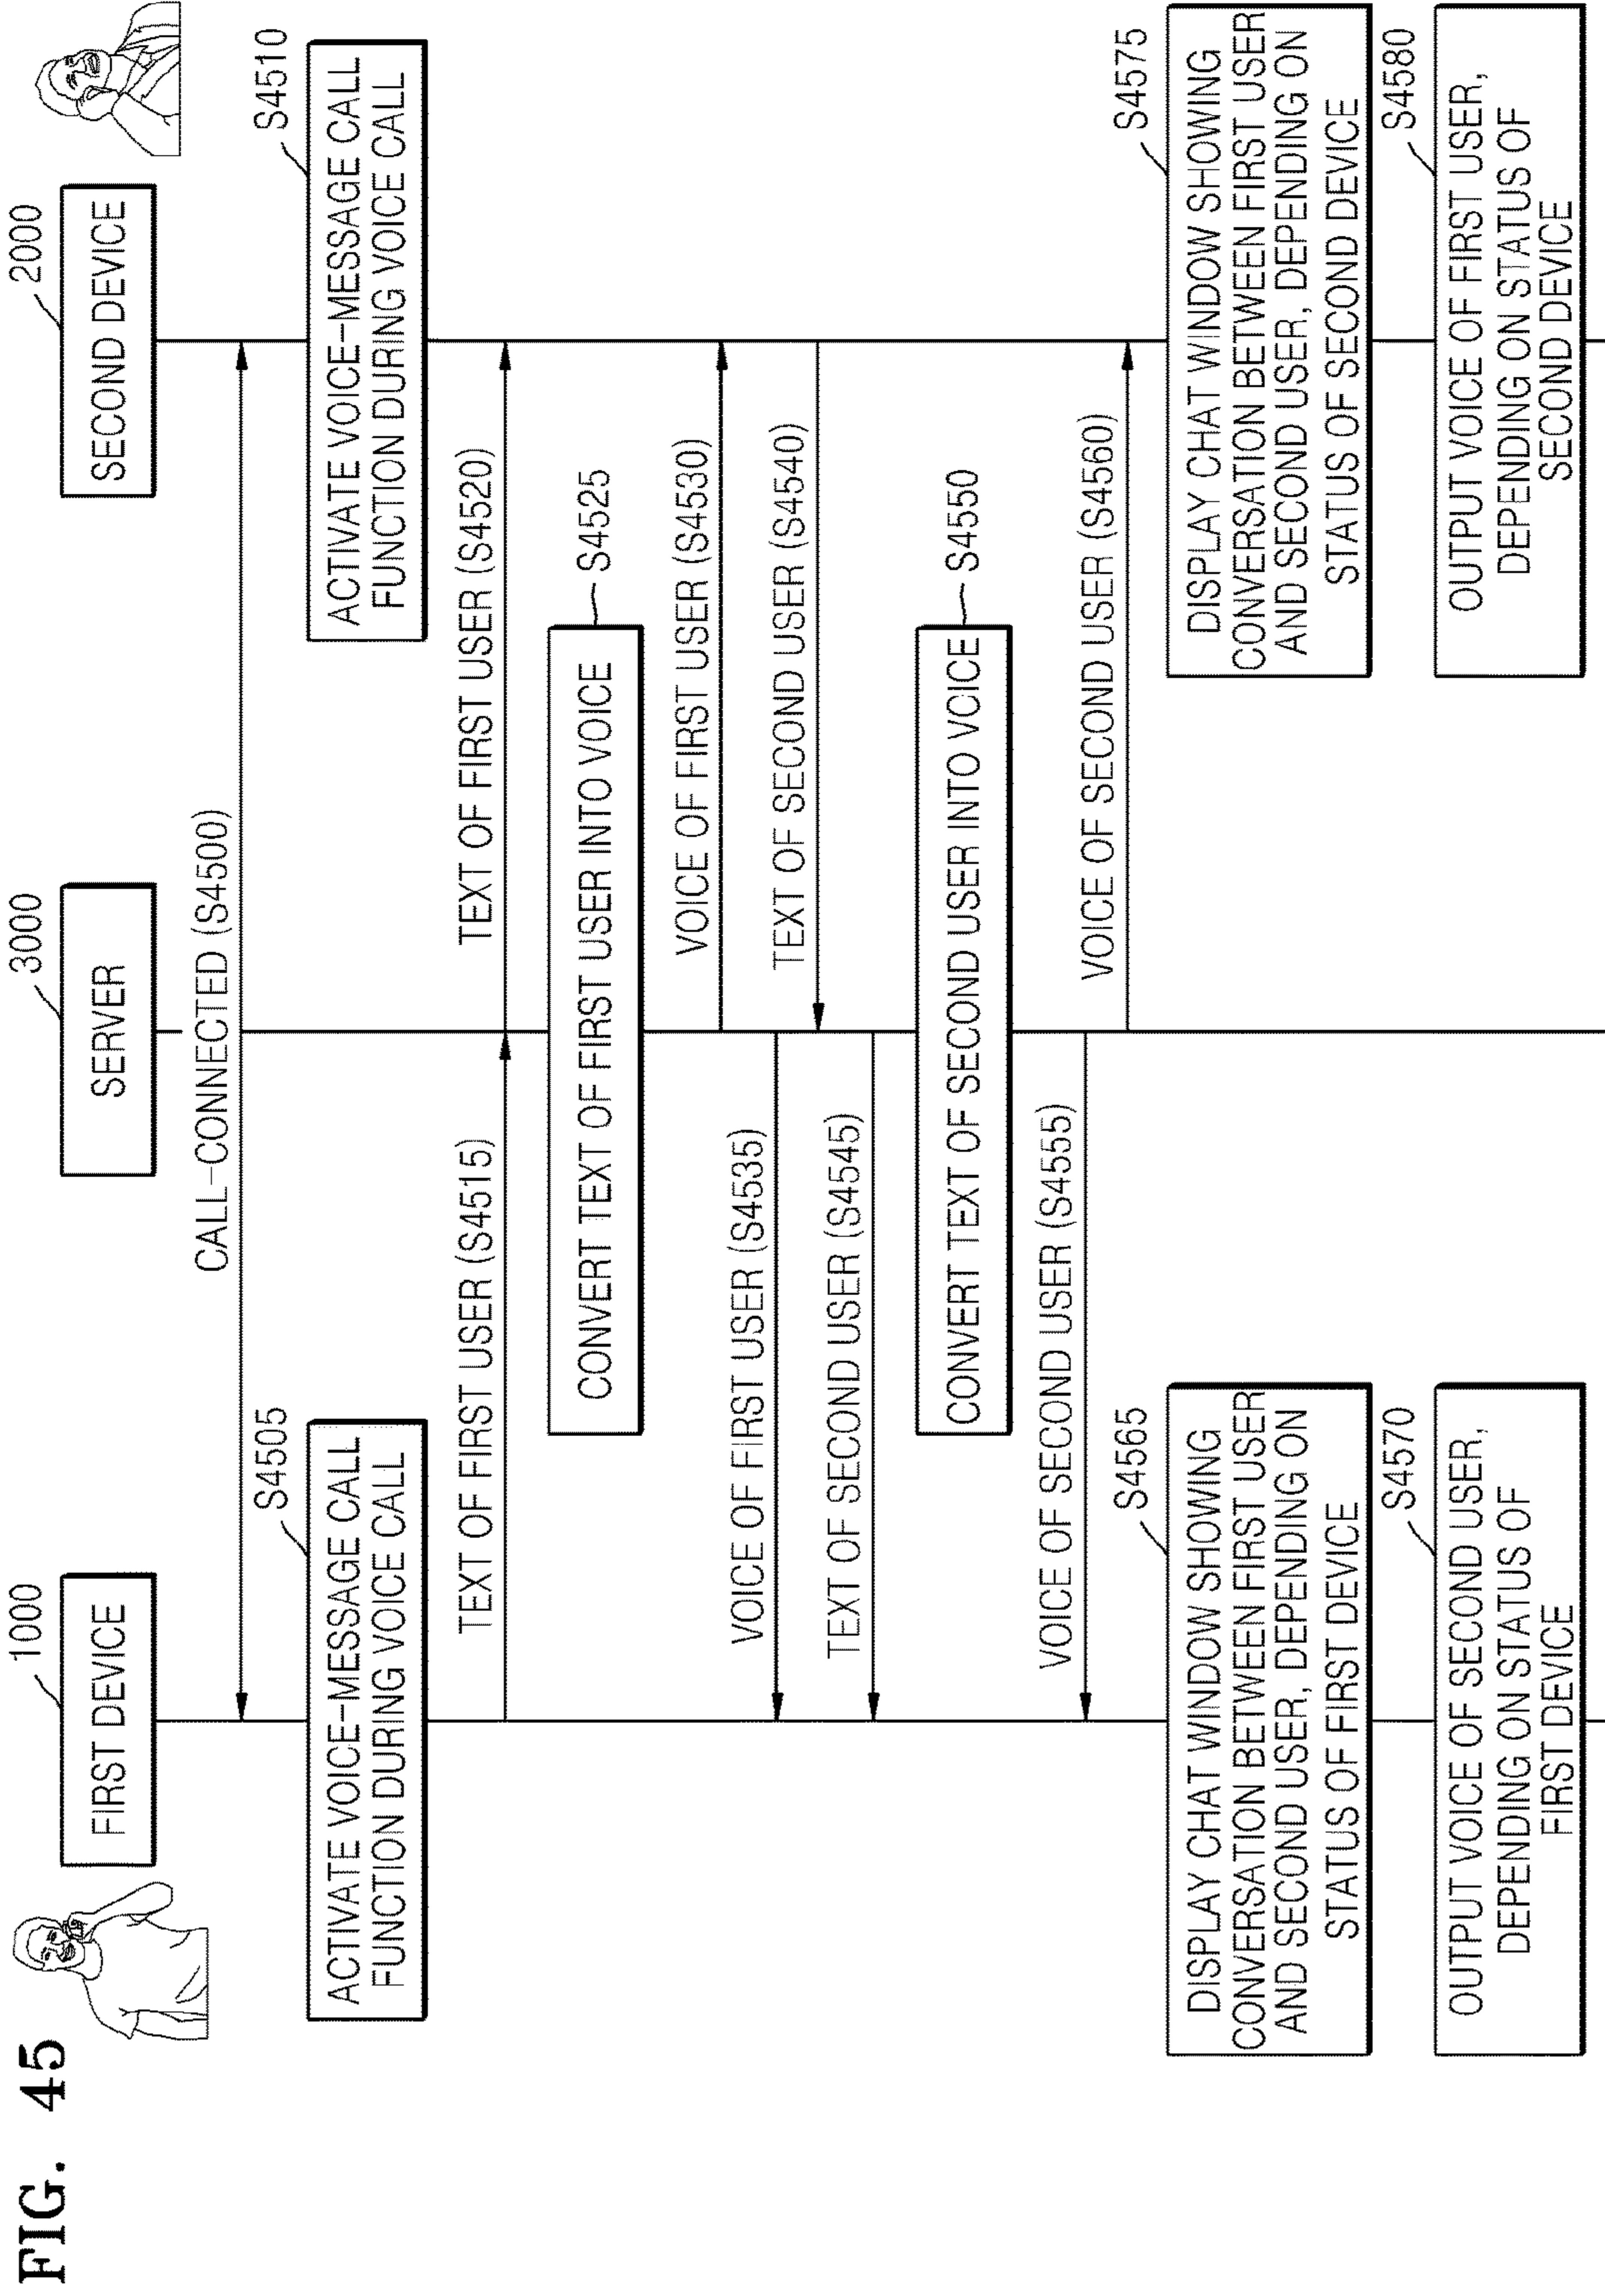 FIG. 45
1000
FIRST DEVICE
3000
SERVER
2000
SECOND DEVICE
CALL-CONNECTED (S4500)
S4505
ACTIVATE VOICE-MESSAGE CALL
FUNCTION DURING VOICE CALL
S4510
ACTIVATE VOICE-MESSAGE CALL
FUNCTION DURING VOICE CALL
TEXT OF FIRST USER (S4515)
TEXT OF FIRST USER (S4520)
CONVERT TEXT OF FIRST USER INTO VOICE
S4525
VOICE OF FIRST USER (S4530)
VOICE OF FIRST USER (S4535)
TEXT OF SECOND USER (S4540)
TEXT OF SECOND USER (S4545)
CONVERT TEXT OF SECOND USER INTO VOICE
S4550
VOICE OF SECOND USER (S4555)
VOICE OF SECOND USER (S4560)
S4565
DISPLAY CHAT WINDOW SHOWING
CONVERSATION BETWEEN FIRST USER
AND SECOND USER, DEPENDING ON
STATUS OF FIRST DEVICE
S4575
DISPLAY CHAT WINDOW SHOWING
CONVERSATION BETWEEN FIRST USER
AND SECOND USER, DEPENDING ON
STATUS OF SECOND DEVICE
S4570
OUTPUT VOICE OF SECOND USER,
DEPENDING ON STATUS OF
FIRST DEVICE
S4580
OUTPUT VOICE OF FIRST USER,
DEPENDING ON STATUS OF
SECOND DEVICE